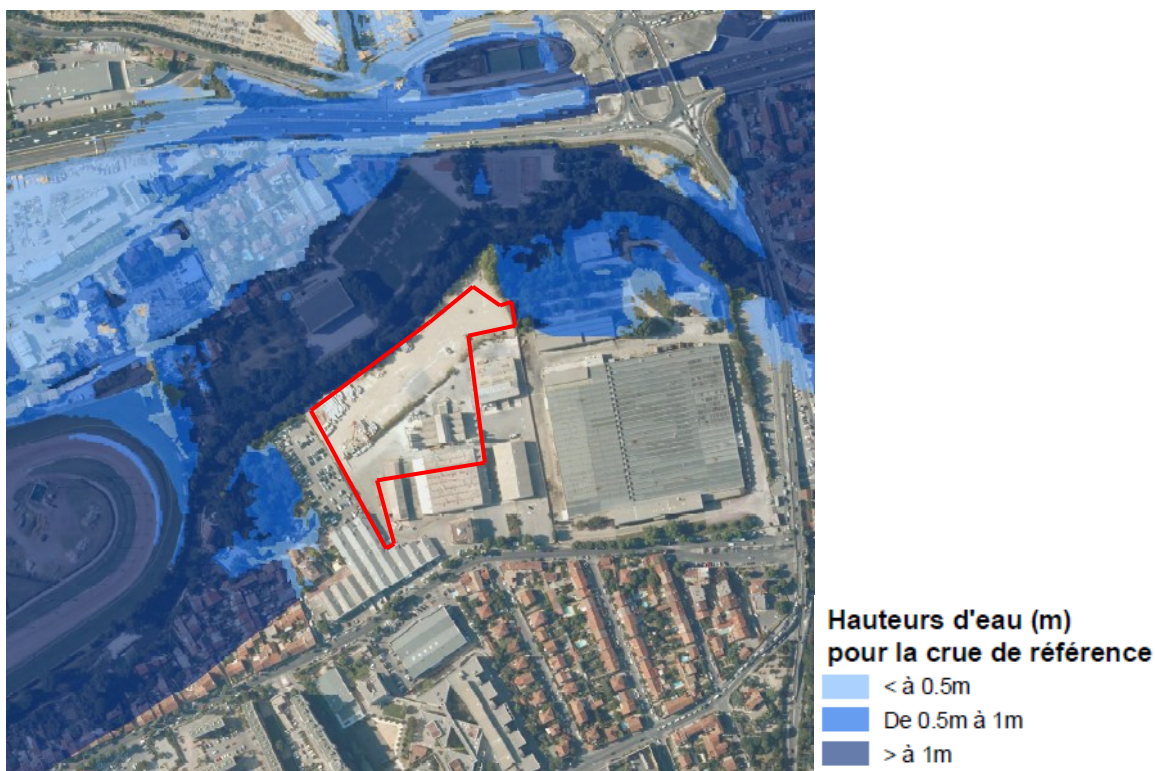 Hauteurs d'eau (m)
pour la crue de référence
< à 0.5m
De 0.5m à 1m
> à 1m